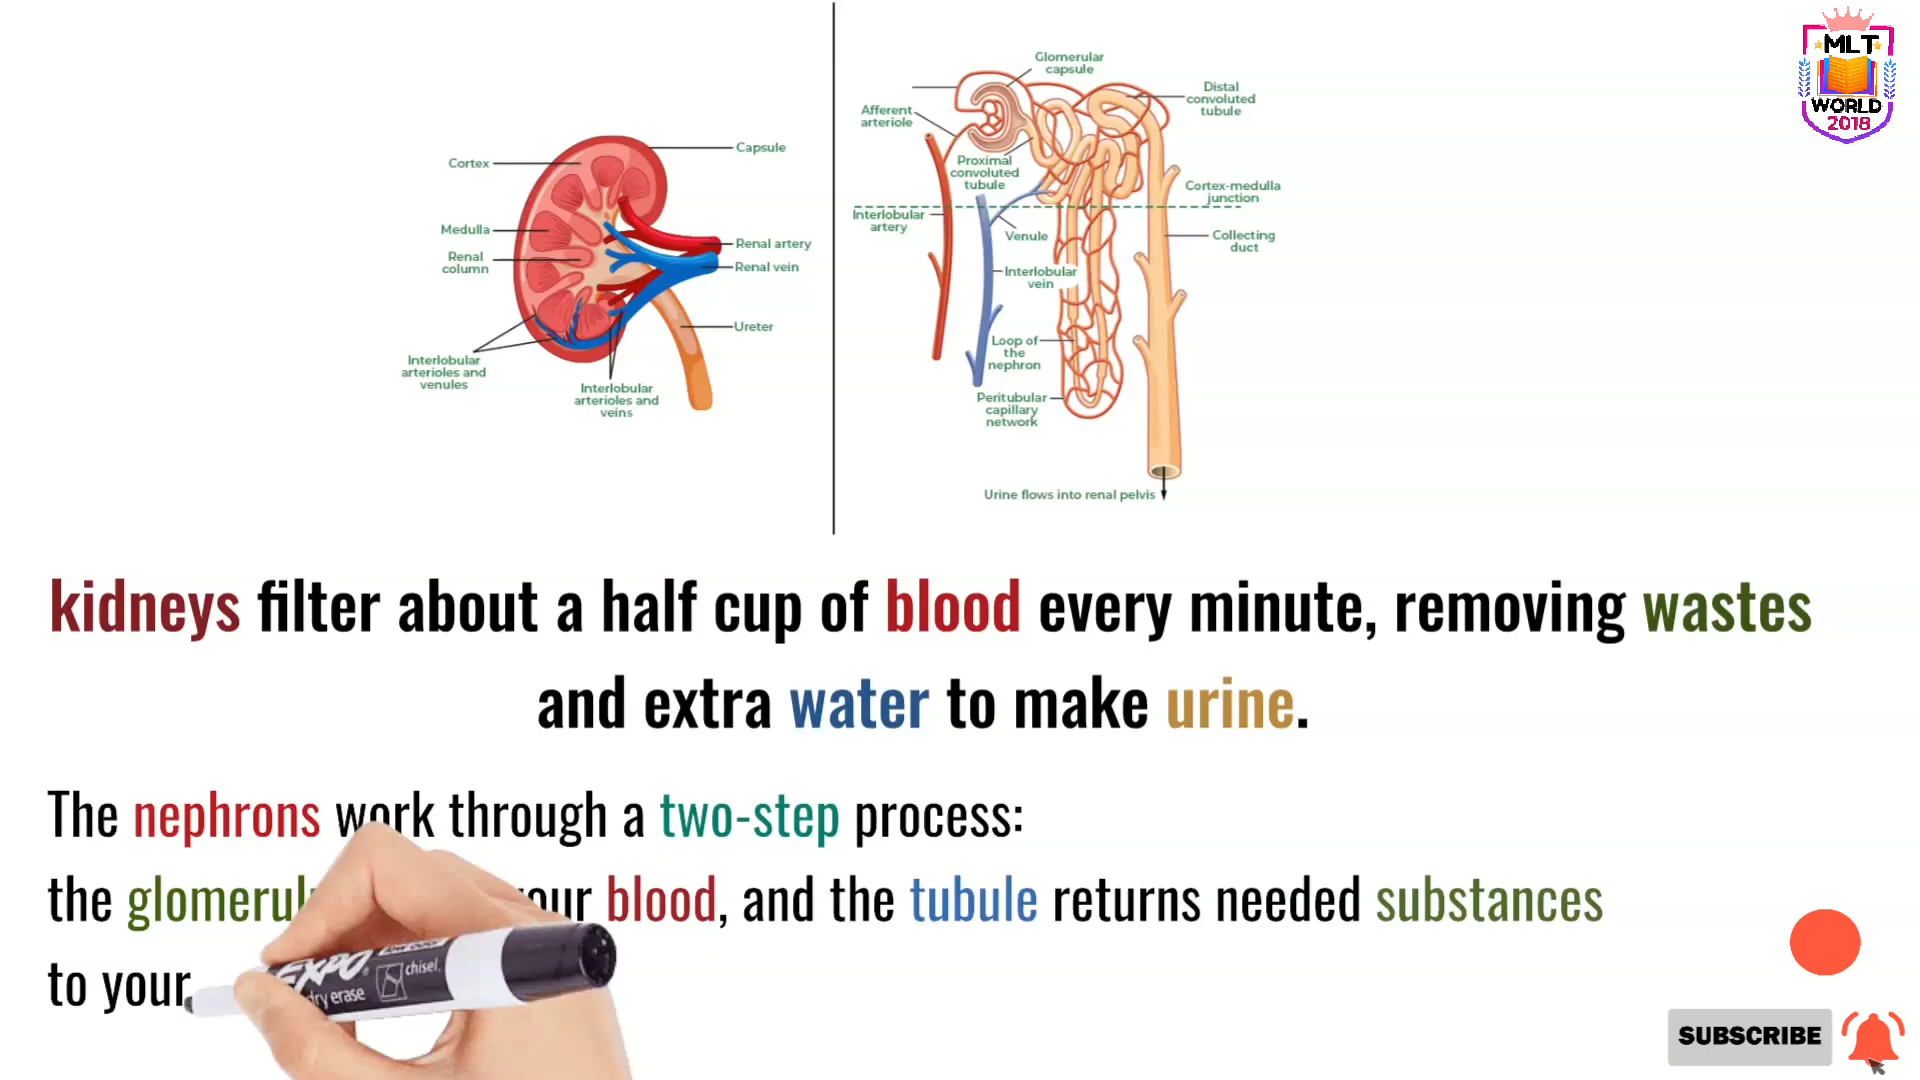 MLT
WORLD
2018
Cortex
Medulla
Renal
column
Interlobular
arterioles and
venules
Interlobular
arterioles and
veins
Capsule
Renal artery
Renal vein
Ureter
Glomerular
capsule
Afferent
arteriole
Proximal
convoluted
tubule
Distal
convoluted
tubule
Cortex-medulla
junction
Interlobular
artery
Venule
Collecting
duct
Interlobular
vein
Loop of
the
nephron
Peritubular
capillary
network
Urine flows into renal pelvis
kidneys filter about a half cup of blood every minute, removing wastes
and extra water to make urine.
The nephrons work through a two-step process:
the your blood, and the tubule returns needed substances
to your
EXPO
chisel.
dry erase
SUBSCRIBE